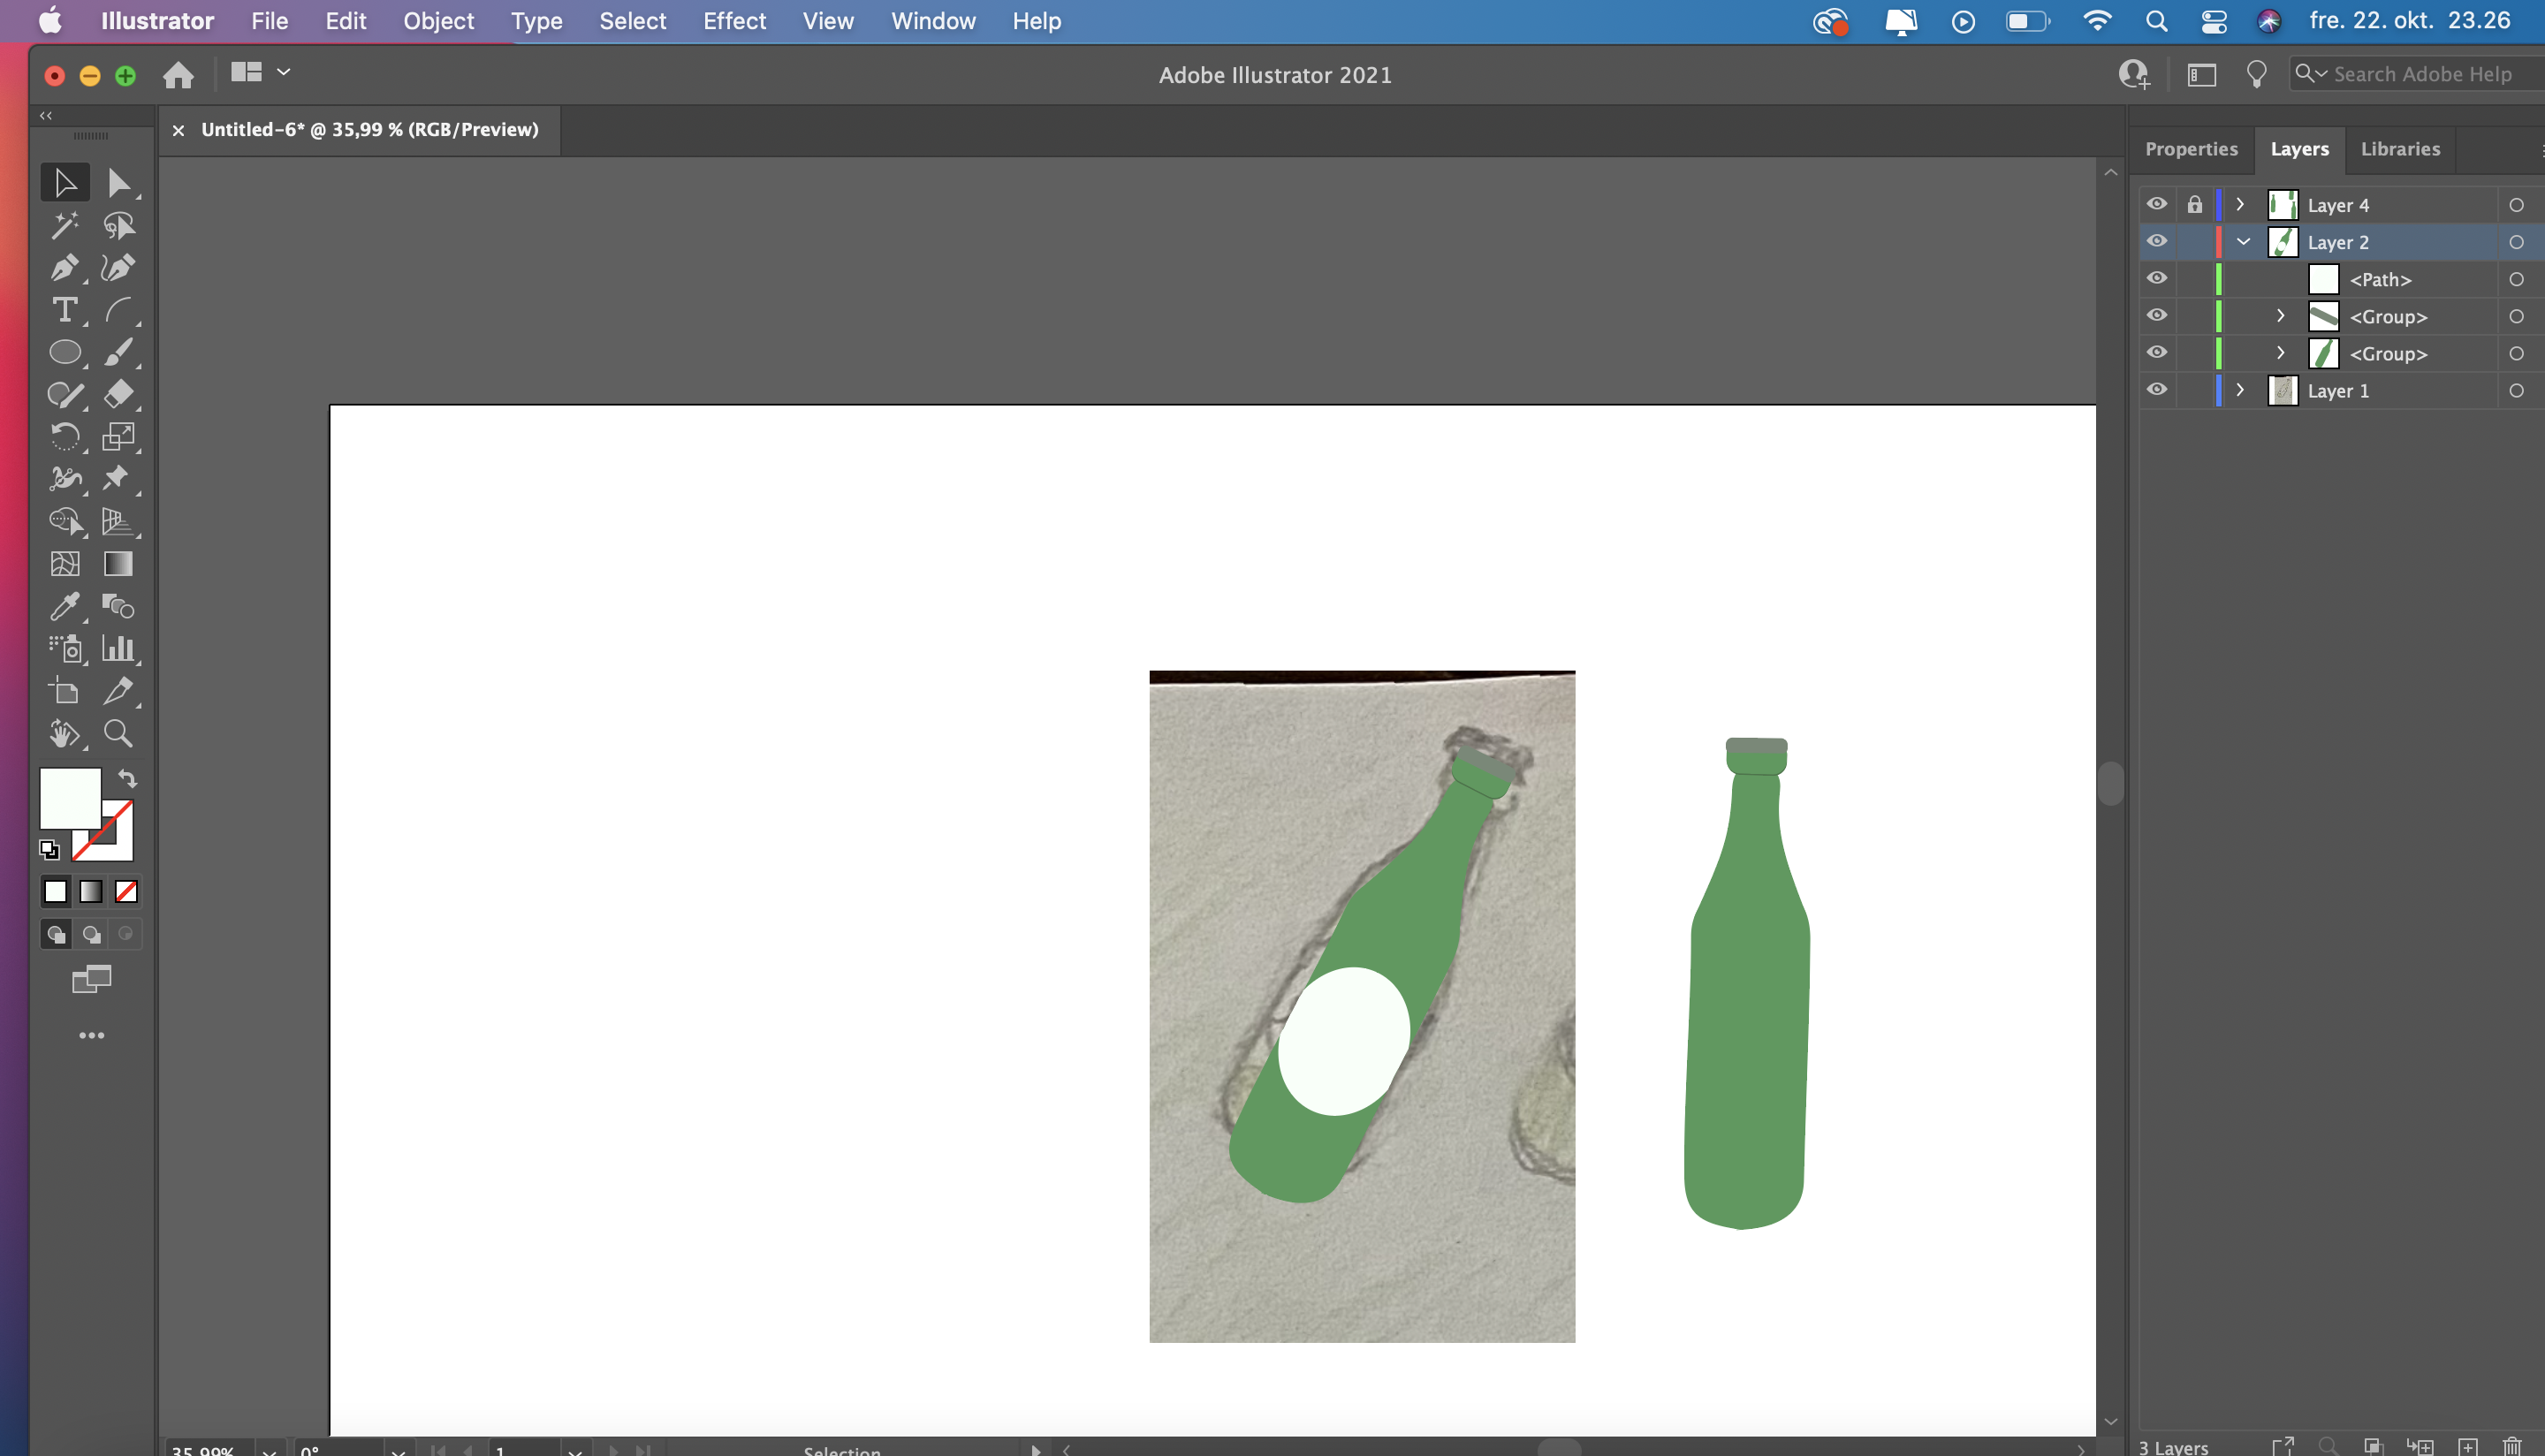 Illustrator File Edit Object Type Select Effect View Window Help fre. 22. okt. 23.26
Adobe Illustrator 2021
Search Adobe Help
× Untitled-6* @ 35,99 % (RGB/Preview)
Properties Layers Libraries
Layer 4
Layer 2
<Path>
<Group>
<Group>
Layer 1
35,99% 0° 1 Selection
3 Layers